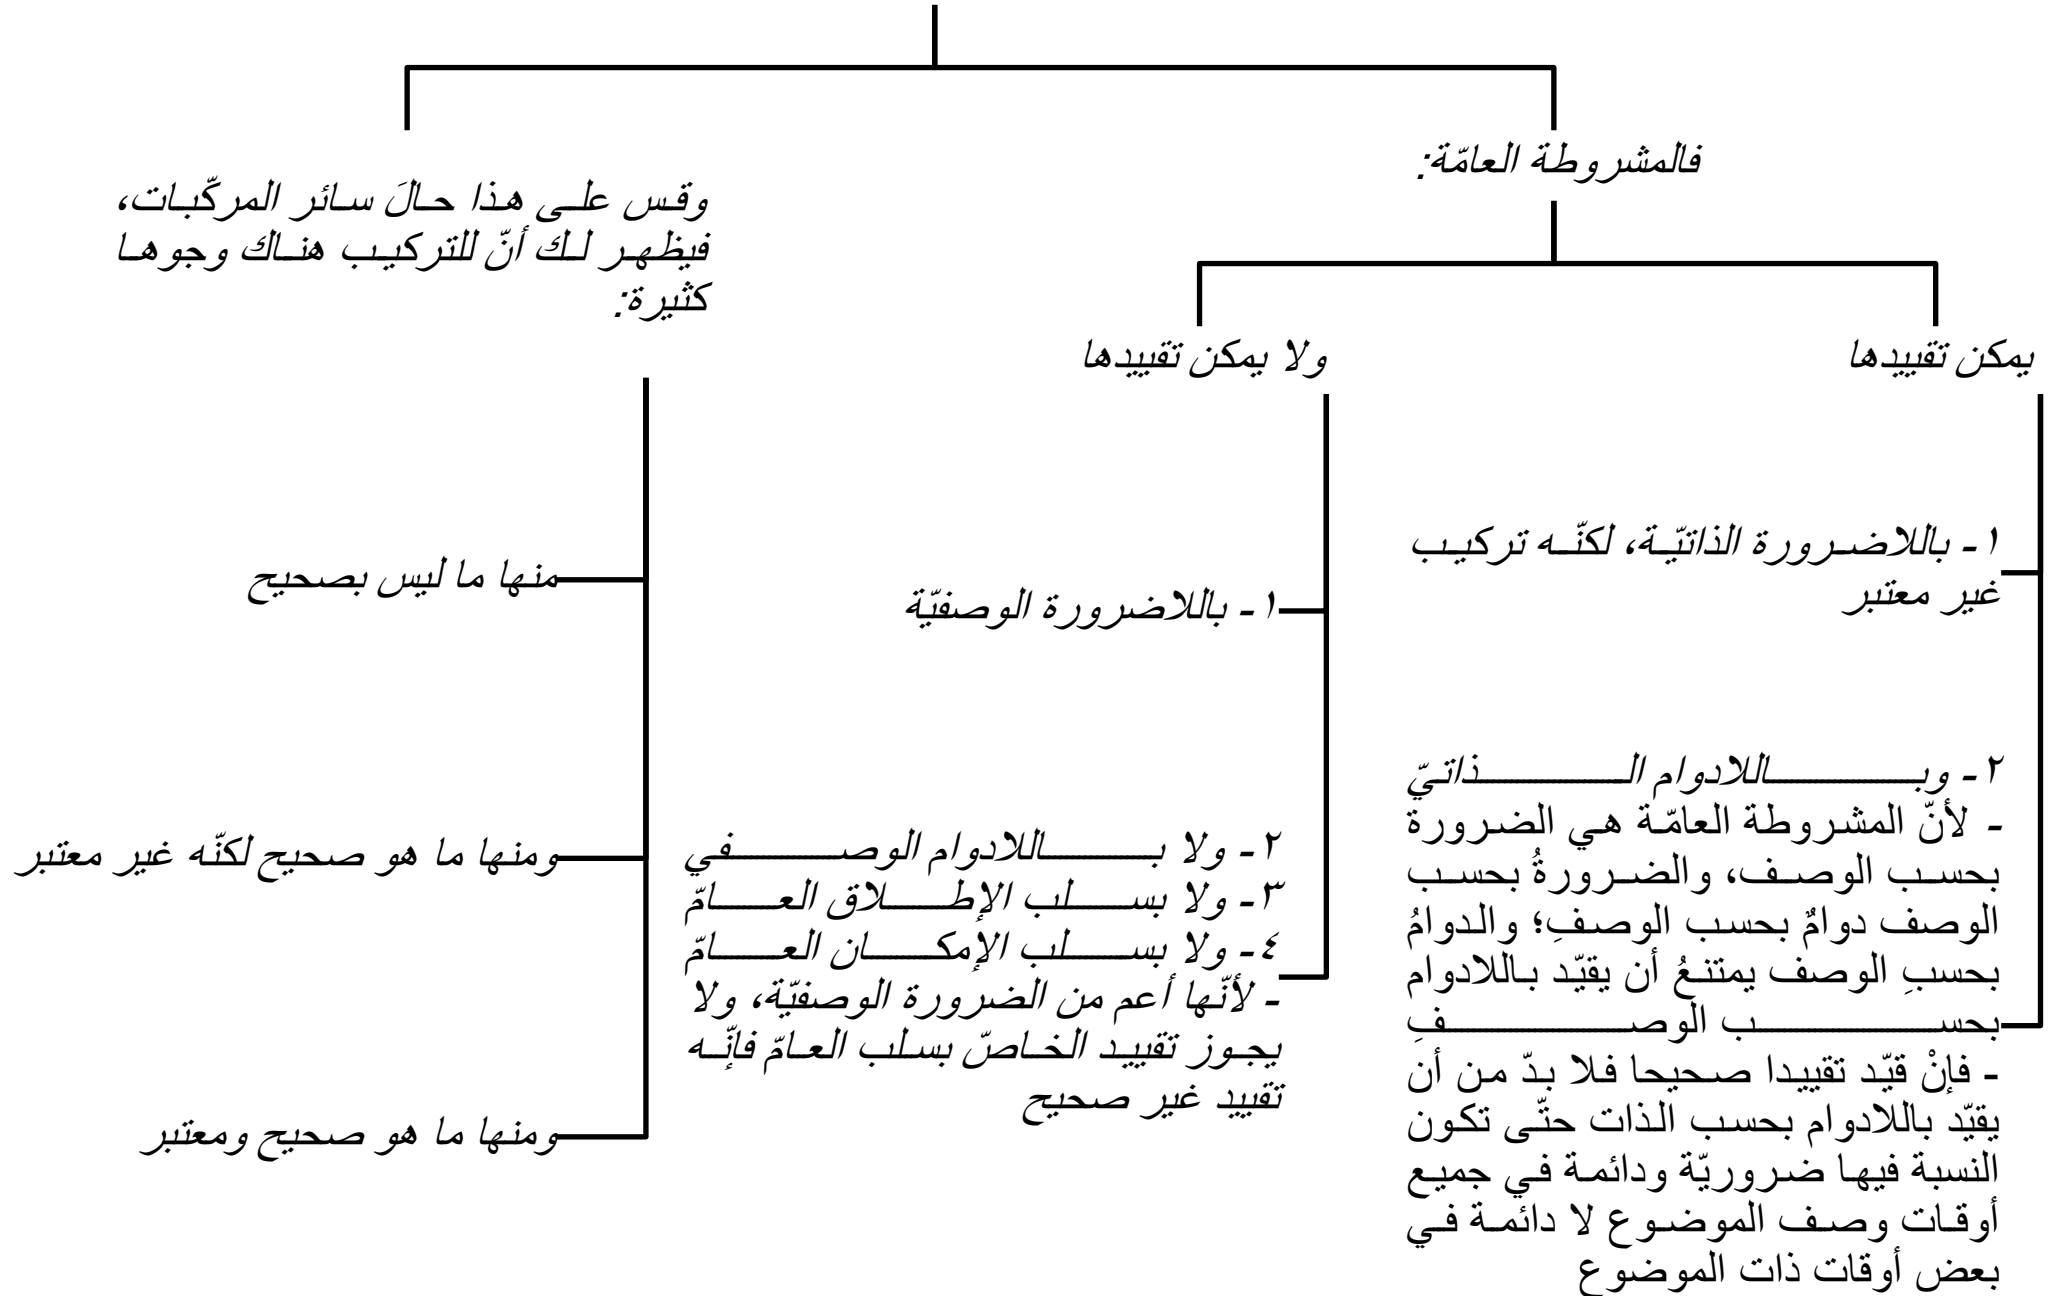 فالمشروطة العامّة:
يمكن تقييدها
١- باللاضرورة الذاتيّة، لكنّه تركيب
غير معتبر
٢- وباللادوام الذاتيّ
- لأنّ المشروطة العامّة هي الضرورة
بحسب الوصف، والضرورةُ بحسب
الوصف دوامٌ بحسب الوصفِ؛ والدوامُ
بحسبِ الوصف يمتنعُ أن يقيّد باللادوام
بحسب الوصفِ
- فإنْ قيّد تقييدا صحيحا فلا بدّ من أن
يقيّد باللادوام بحسب الذات حتّى تكون
النسبة فيها ضروريّة ودائمة في جميع
أوقات وصف الموضوع لا دائمة في
بعض أوقات ذات الموضوع
ولا يمكن تقييدها
١- باللاضرورة الوصفيّة
٢- ولا باللادوام الوصفي
٣- ولا بسلب الإطلاق العامّ
٤- ولا بسلب الإمكان العامّ
- لأنّها أعم من الضرورة الوصفيّة، ولا
يجوز تقييد الخاصّ بسلب العامّ فإنّه
تقييد غير صحيح
وقس على هذا حالَ سائر المركّبات،
فيظهر لك أنّ للتركيب هناك وجوها
كثيرة:
منها ما ليس بصحيح
ومنها ما هو صحيح لكنّه غير معتبر
ومنها ما هو صحيح ومعتبر